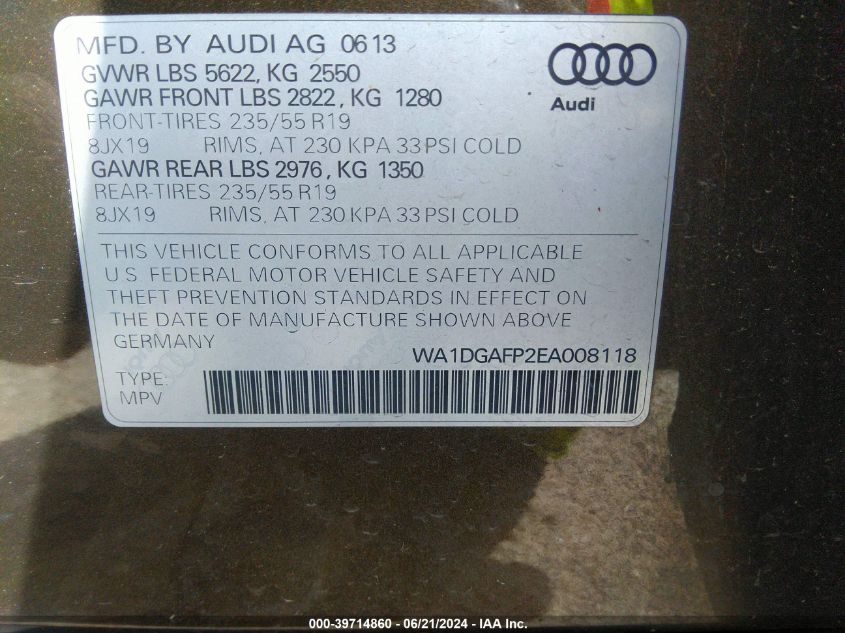 MFD. BY AUDI AG 0613
GVWR LBS 5622, KG 2550
GAWR FRONT LBS 2822, KG 1280
FRONT-TIRES 235/55 R19
8JX19 RIMS, AT 230 KPA 33 PSI COLD
GAWR REAR LBS 2976, KG 1350
REAR-TIRES 235/55 R19
8JX19 RIMS, AT 230 KPA 33 PSI COLD
Audi
THIS VEHICLE CONFORMS TO ALL APPLICABLE
U.S. FEDERAL MOTOR VEHICLE SAFETY AND
THEFT PREVENTION STANDARDS IN EFFECT ON
THE DATE OF MANUFACTURE SHOWN ABOVE
GERMANY
WA1DGAFP2EA008118
TYPE:
MPV
000-39714860 - 06/21/2024 - IAA Inc.